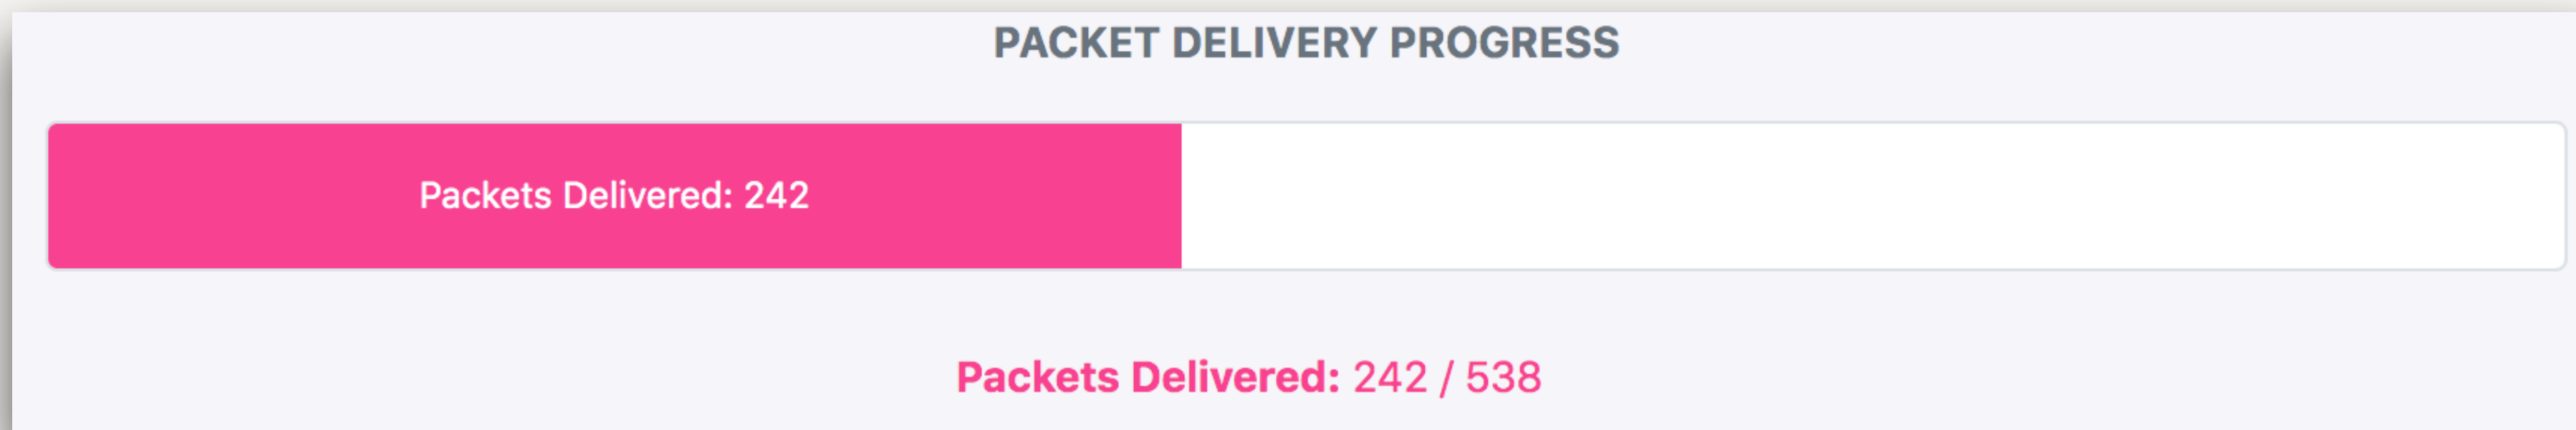 PACKET DELIVERY PROGRESS
Packets Delivered: 242
Packets Delivered: 242 / 538